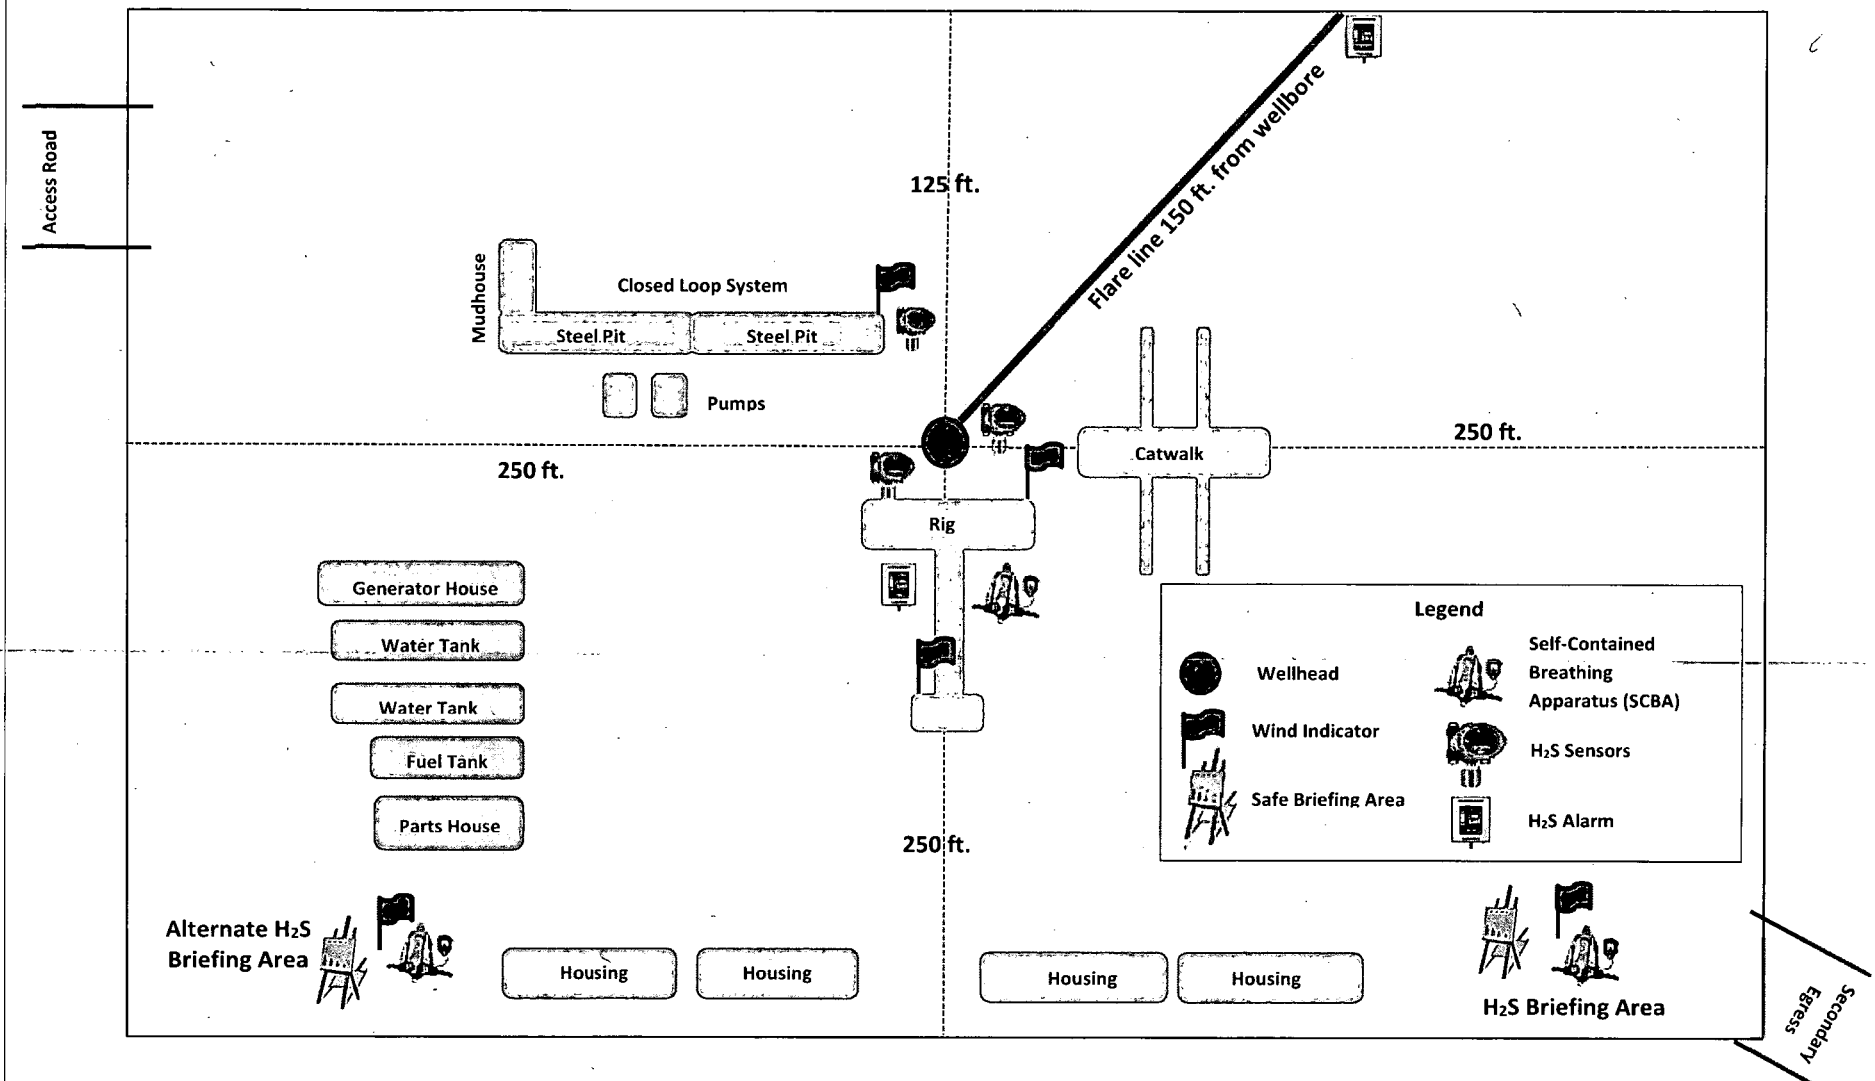 Access Road
125 ft.
Flare line 150 ft. from wellbore
Mudhouse
Closed Loop System
Steel Pit
Steel Pit
Pumps
250 ft.
250 ft.
Catwalk
Rig
Generator House
Water Tank
Water Tank
Fuel Tank
Parts House
250 ft.
Legend
Wellhead
Wind Indicator
Safe Briefing Area
Self-Contained
Breathing
Apparatus (SCBA)
H2S Sensors
H2S Alarm
Alternate H2S
Briefing Area
Housing
Housing
Housing
Housing
H2S Briefing Area
Secondary
Egress